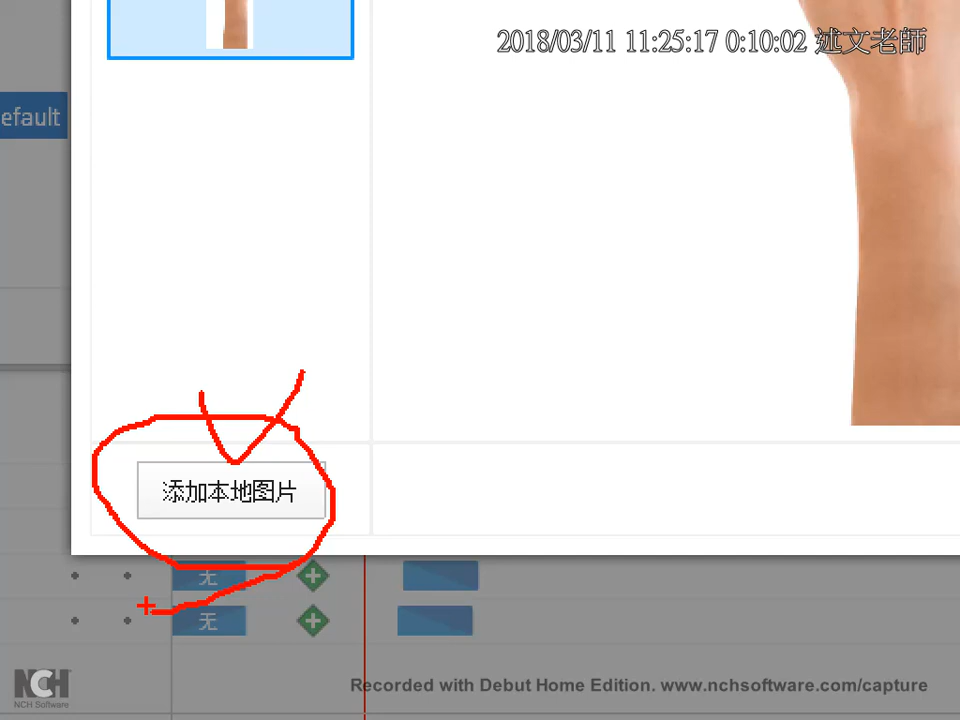 2018/03/11 11:25:17 0:10:02 述文老師
efault
添加本地图片
无
无
NCH
NCH Software
Recorded with Debut Home Edition. www.nchsoftware.com/capture